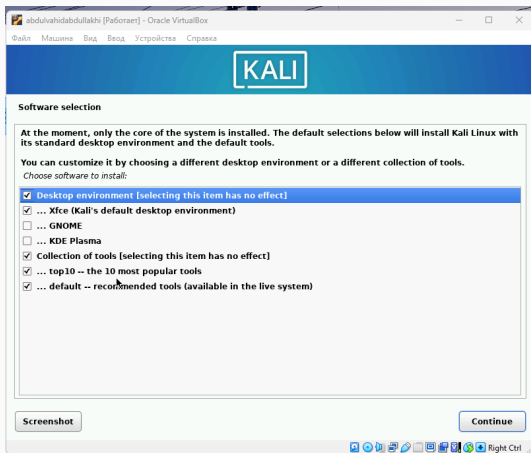 abdulvahidabdullakhi [Работает] - Oracle VirtualBox
Файл Машина Вид Ввод Устройства Справка
KALI
Software selection
At the moment, only the core of the system is installed. The default selections below will install Kali Linux with
its standard desktop environment and the default tools.
You can customize it by choosing a different desktop environment or a different collection of tools.
Choose software to install:
Desktop environment [selecting this item has no effect]
... Xfce (Kali's default desktop environment)
... GNOME
... KDE Plasma
Collection of tools [selecting this item has no effect]
... top10 -- the 10 most popular tools
... default -- recommended tools (available in the live system)
Screenshot
Continue
Right Ctrl